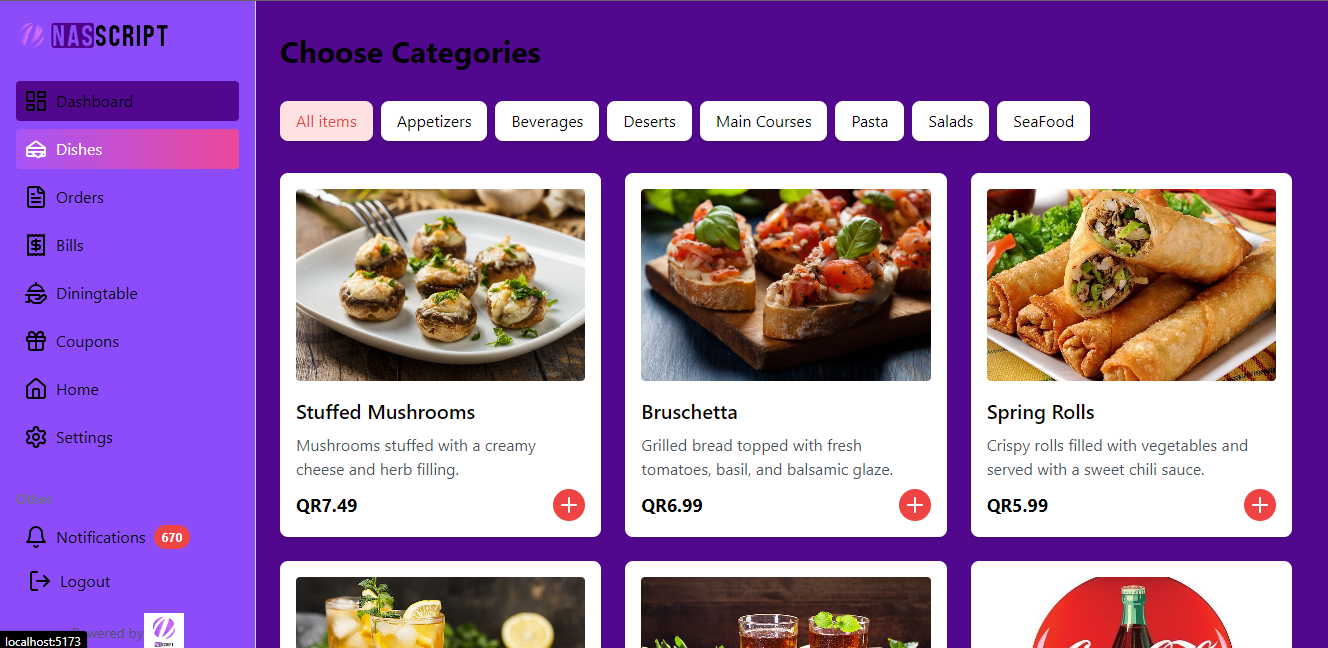 NASSCRIPT
Dashboard
Dishes
Orders
Bills
Diningtable
Coupons
Home
Settings
Other
Notifications 670
Logout
Powered by
localhost:5173
Choose Categories
All items
Appetizers
Beverages
Deserts
Main Courses
Pasta
Salads
SeaFood
Stuffed Mushrooms
Mushrooms stuffed with a creamy
cheese and herb filling.
QR7.49
Bruschetta
Grilled bread topped with fresh
tomatoes, basil, and balsamic glaze.
QR6.99
Spring Rolls
Crispy rolls filled with vegetables and
served with a sweet chili sauce.
QR5.99